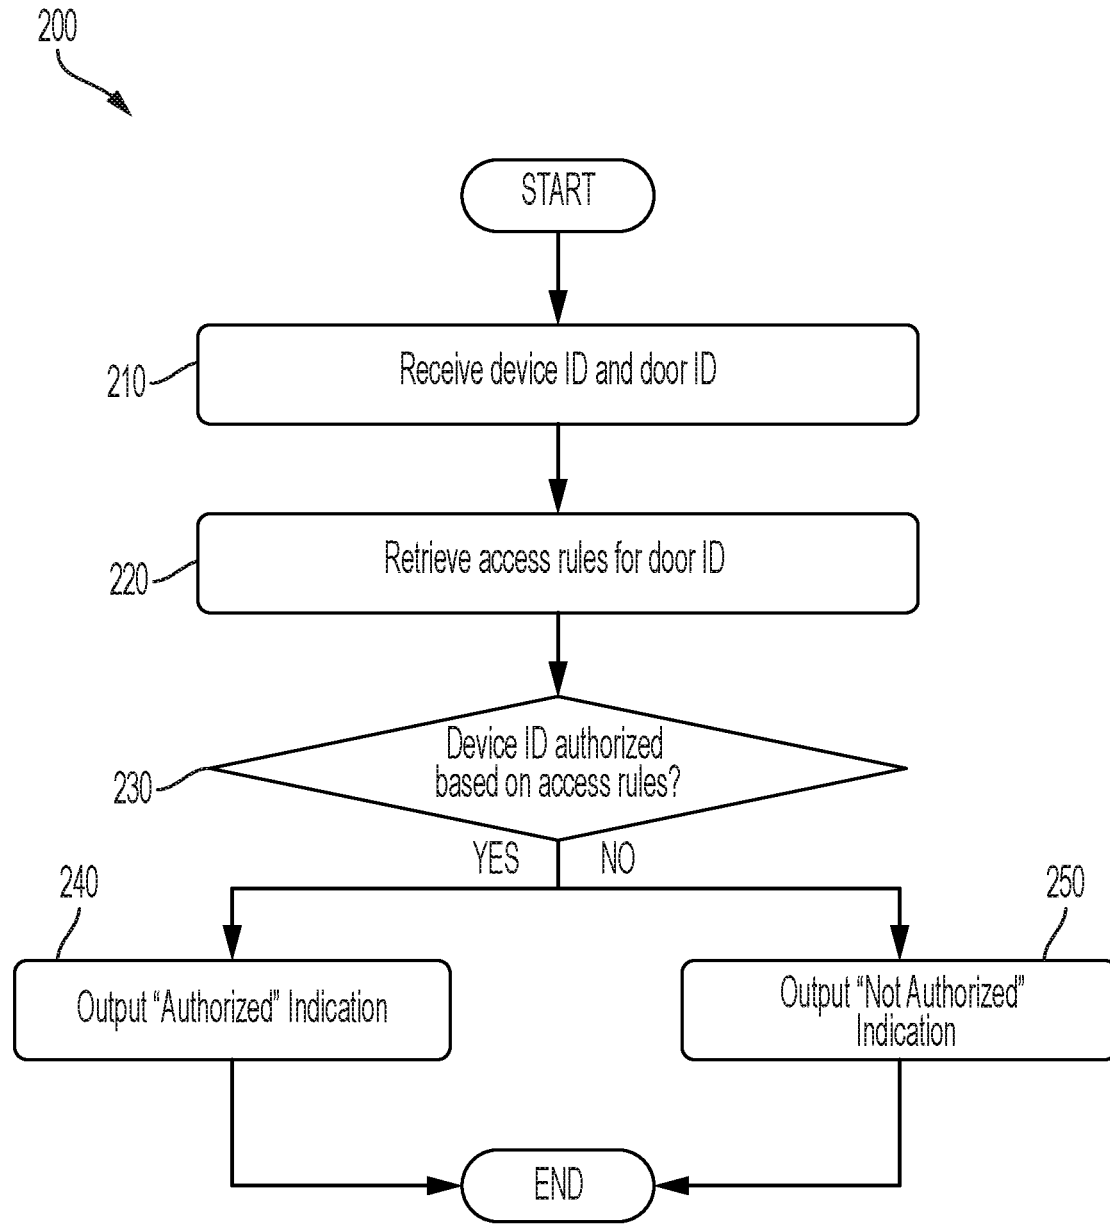 200
START
210
Receive device ID and door ID
220
Retrieve access rules for door ID
230
Device ID authorized
based on access rules?
YES
NO
240
250
Output “Authorized” Indication
Output “Not Authorized”
Indication
END